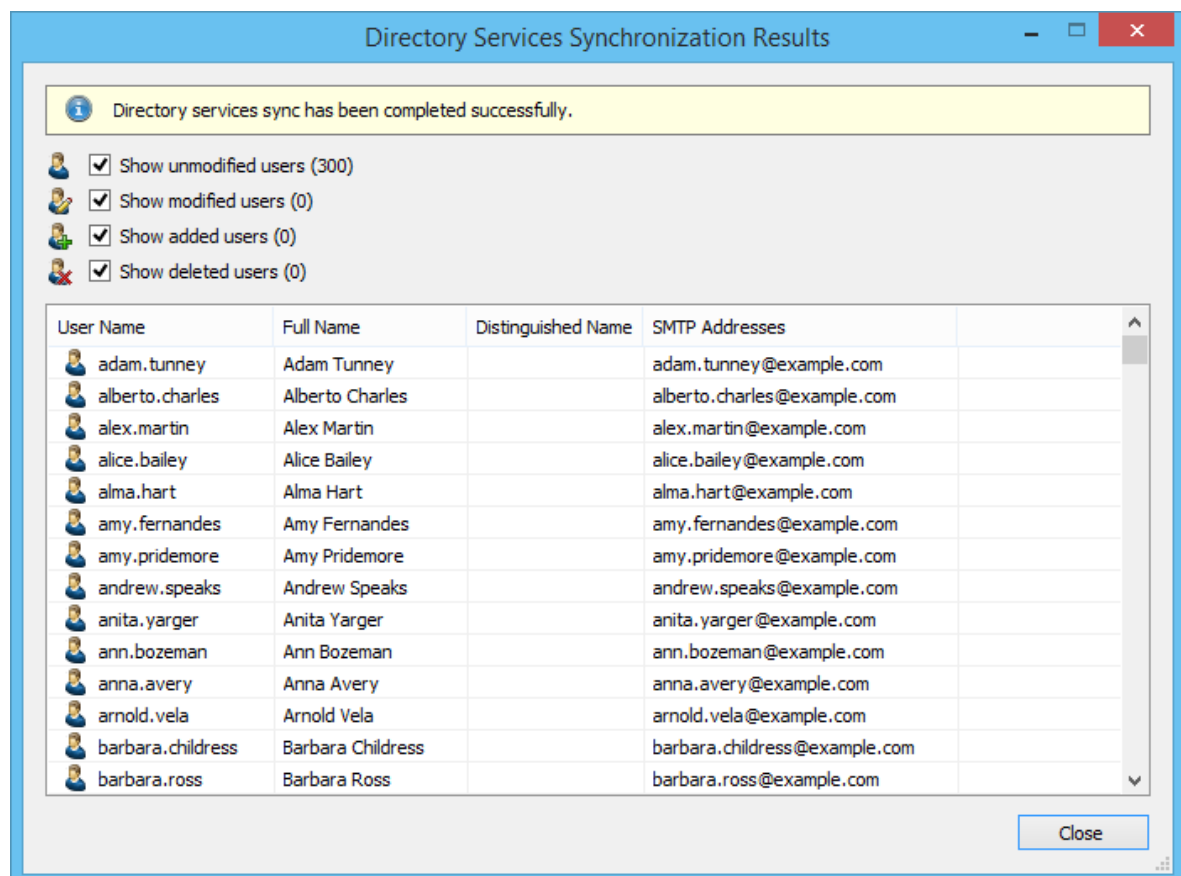 Directory Services Synchronization Results
Directory services sync has been completed successfully.
Show unmodified users (300)
Show modified users (0)
Show added users (0)
Show deleted users (0)
User Name Full Name Distinguished Name SMTP Addresses
adam.tunney Adam Tunney adam.tunney@example.com
alberto.charles Alberto Charles alberto.charles@example.com
alex.martin Alex Martin alex.martin@example.com
alice.bailey Alice Bailey alice.bailey@example.com
alma.hart Alma Hart alma.hart@example.com
amy.fernandes Amy Fernandes amy.fernandes@example.com
amy.pridemore Amy Pridemore amy.pridemore@example.com
andrew.speaks Andrew Speaks andrew.speaks@example.com
anita.yarger Anita Yarger anita.yarger@example.com
ann.bozeman Ann Bozeman ann.bozeman@example.com
anna.avery Anna Avery anna.avery@example.com
arnold.vela Arnold Vela arnold.vela@example.com
barbara.childress Barbara Childress barbara.childress@example.com
barbara.ross Barbara Ross barbara.ross@example.com
Close